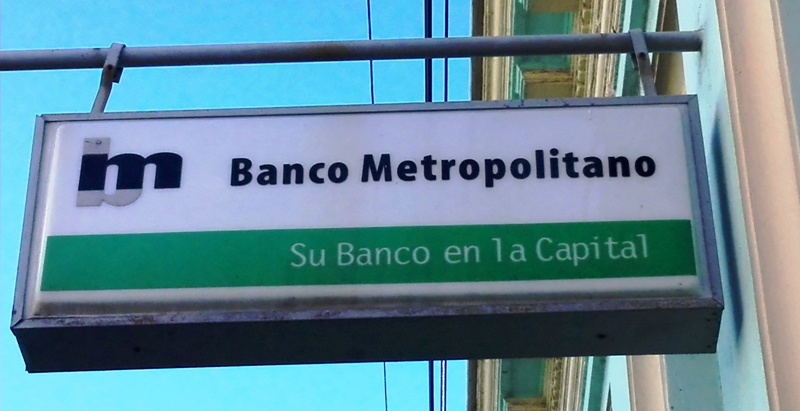 bm
Banco Metropolitano
Su Banco en la Capital